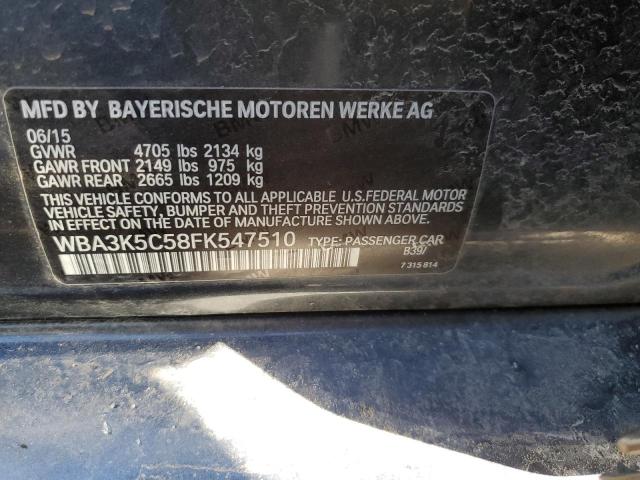 MFD BY BAYERISCHE MOTOREN WERKE AG
06/15
GVWR 4705 lbs 2134 kg
GAWR FRONT 2149 lbs 975 kg
GAWR REAR 2665 lbs 1209 kg
THIS VEHICLE CONFORMS TO ALL APPLICABLE U.S.FEDERAL MOTOR
VEHICLE SAFETY, BUMPER AND THEFT PREVENTION STANDARDS
IN EFFECT ON THE DATE OF MANUFACTURE SHOWN ABOVE.
WBA3K5C58FK547510 TYPE: PASSENGER CAR
B39/
7315814